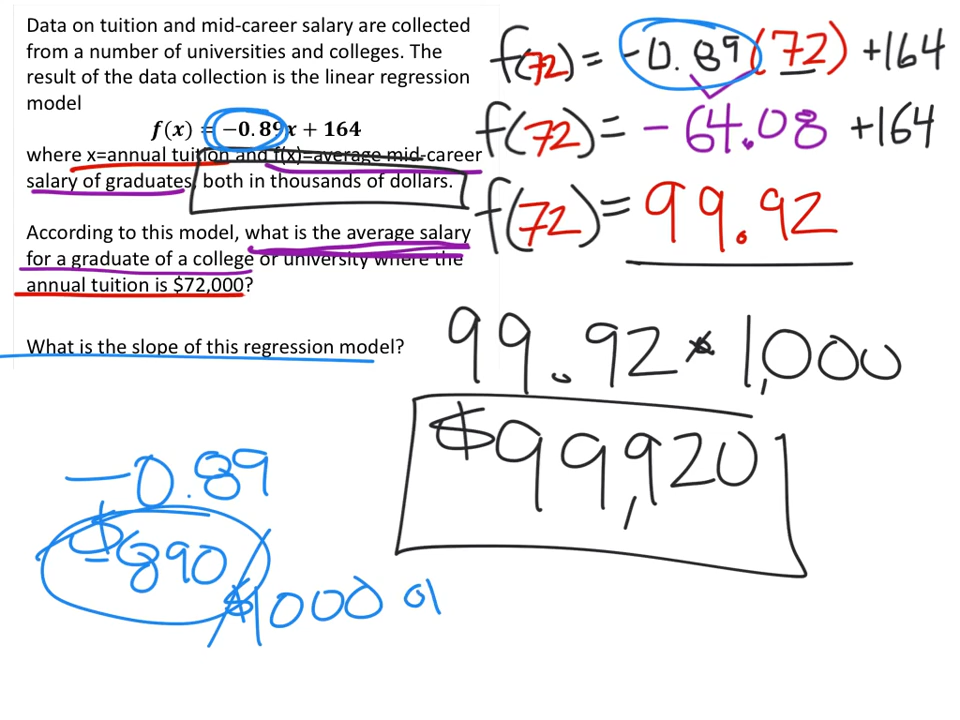 Data on tuition and mid-career salary are collected
from a number of universities and colleges. The
result of the data collection is the linear regression
model
f(x) = −0.89x + 164
where x=annual tuition and f(x)=average mid-career
salary of graduates, both in thousands of dollars.
According to this model, what is the average salary
for a graduate of a college or university where the
annual tuition is $72,000?
What is the slope of this regression model?
f(72) = -0.89(72) +164
f(72) = - 64.08 +164
f(72) = 99.92
99.92 * 1,000
$99,920
-0.89
$890
$1000